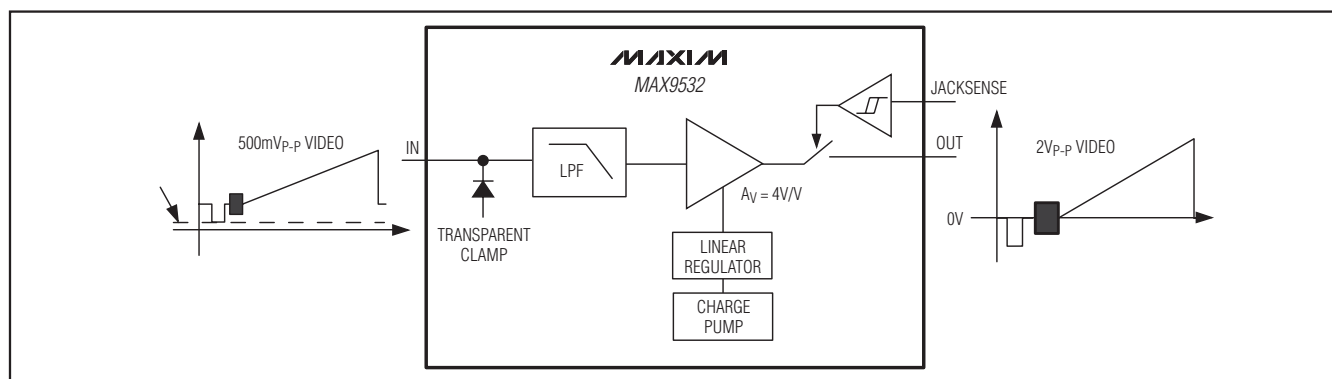 MAXIM
MAX9532
JACKSENSE
500mVP-P VIDEO
IN
LPF
AV = 4V/V
OUT
2VP-P VIDEO
0V
TRANSPARENT
CLAMP
LINEAR
REGULATOR
CHARGE
PUMP